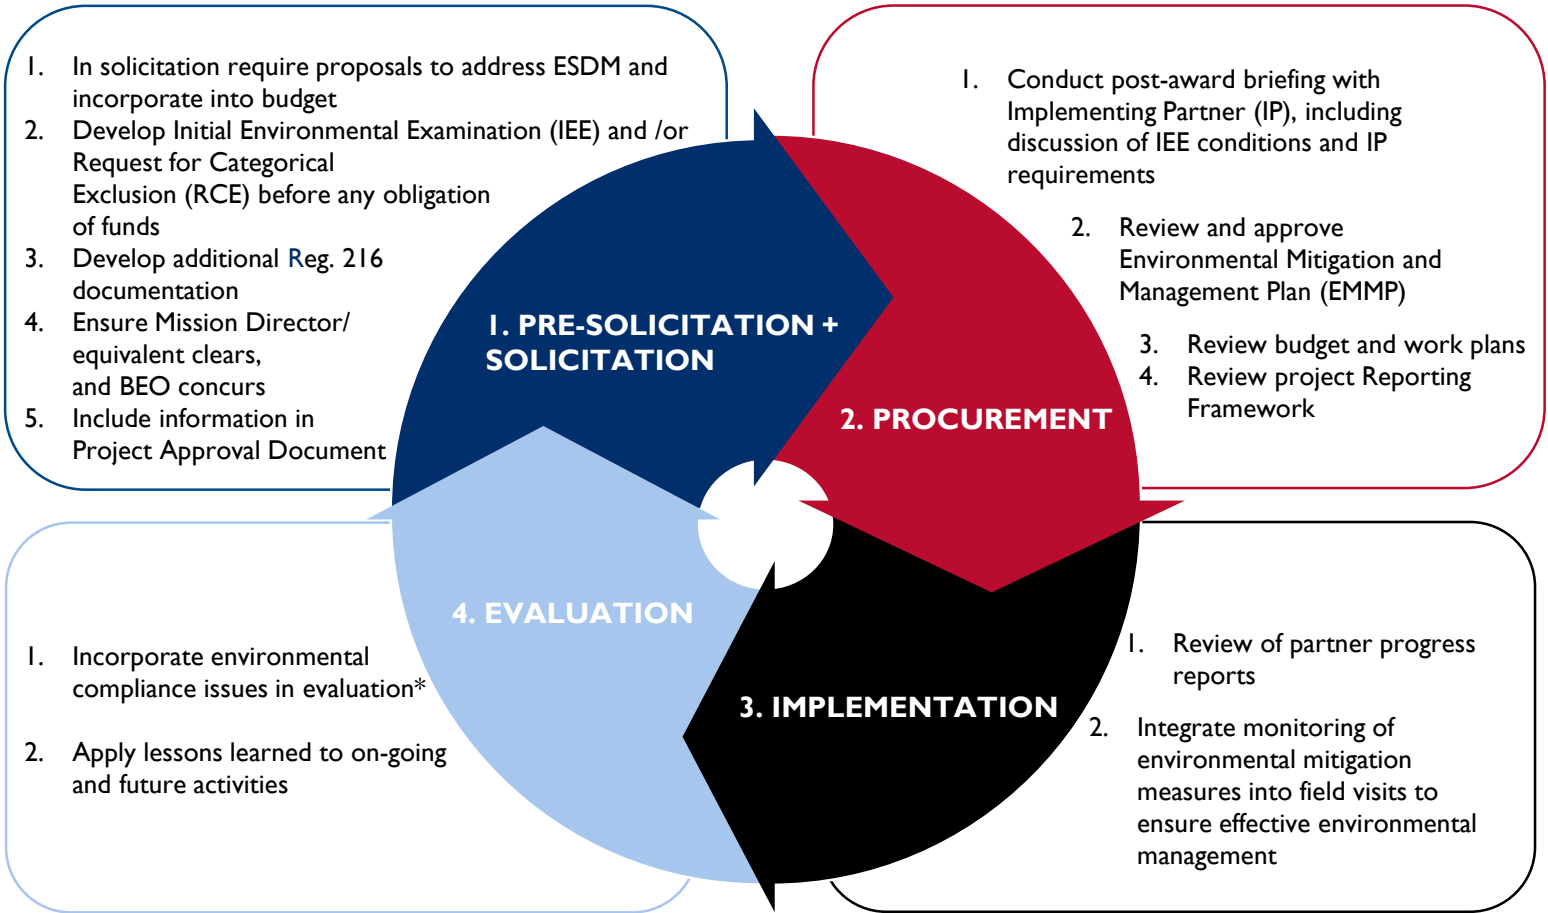 1. In solicitation require proposals to address ESDM and
incorporate into budget
2. Develop Initial Environmental Examination (IEE) and /or
Request for Categorical
Exclusion (RCE) before any obligation
of funds
3. Develop additional Reg. 216
documentation
4. Ensure Mission Director/
equivalent clears,
and BEO concurs
5. Include information in
Project Approval Document
1. PRE-SOLICITATION +
SOLICITATION
1. Conduct post-award briefing with
Implementing Partner (IP), including
discussion of IEE conditions and IP
requirements
2. Review and approve
Environmental Mitigation and
Management Plan (EMMP)
3. Review budget and work plans
4. Review project Reporting
Framework
2. PROCUREMENT
1. Review of partner progress
reports
2. Integrate monitoring of
environmental mitigation
measures into field visits to
ensure effective environmental
management
3. IMPLEMENTATION
4. EVALUATION
1. Incorporate environmental
compliance issues in evaluation*
2. Apply lessons learned to on-going
and future activities